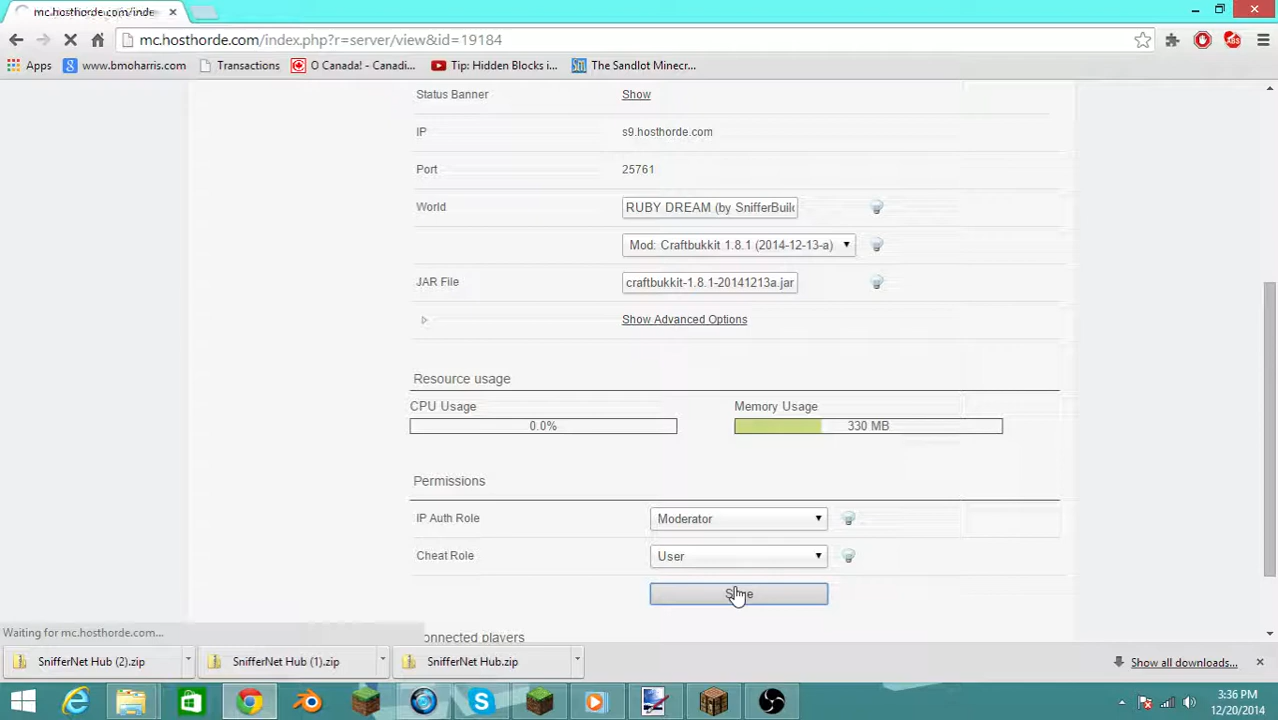 mc.hosthorde.com/inde
mc.hosthorde.com/index.php?r=server/view&id=19184
ABS
Apps
www.bmoharris.com
Transactions
O Canada! - Canadi...
Tip: Hidden Blocks i...
The Sandlot Minecr...
Status Banner
Show
IP
s9.hosthorde.com
Port
25761
World
RUBY DREAM (by SnifferBuild
Mod: Craftbukkit 1.8.1 (2014-12-13-a)
JAR File
craftbukkit-1.8.1-20141213a.jar
Show Advanced Options
Resource usage
CPU Usage
Memory Usage
0.0%
330 MB
Permissions
IP Auth Role
Moderator
Cheat Role
User
Waiting for mc.hosthorde.com...
onnected players
SnifferNet Hub (2).zip
SnifferNet Hub (1).zip
SnifferNet Hub.zip
Show all downloads...
3:36 PM
12/20/2014